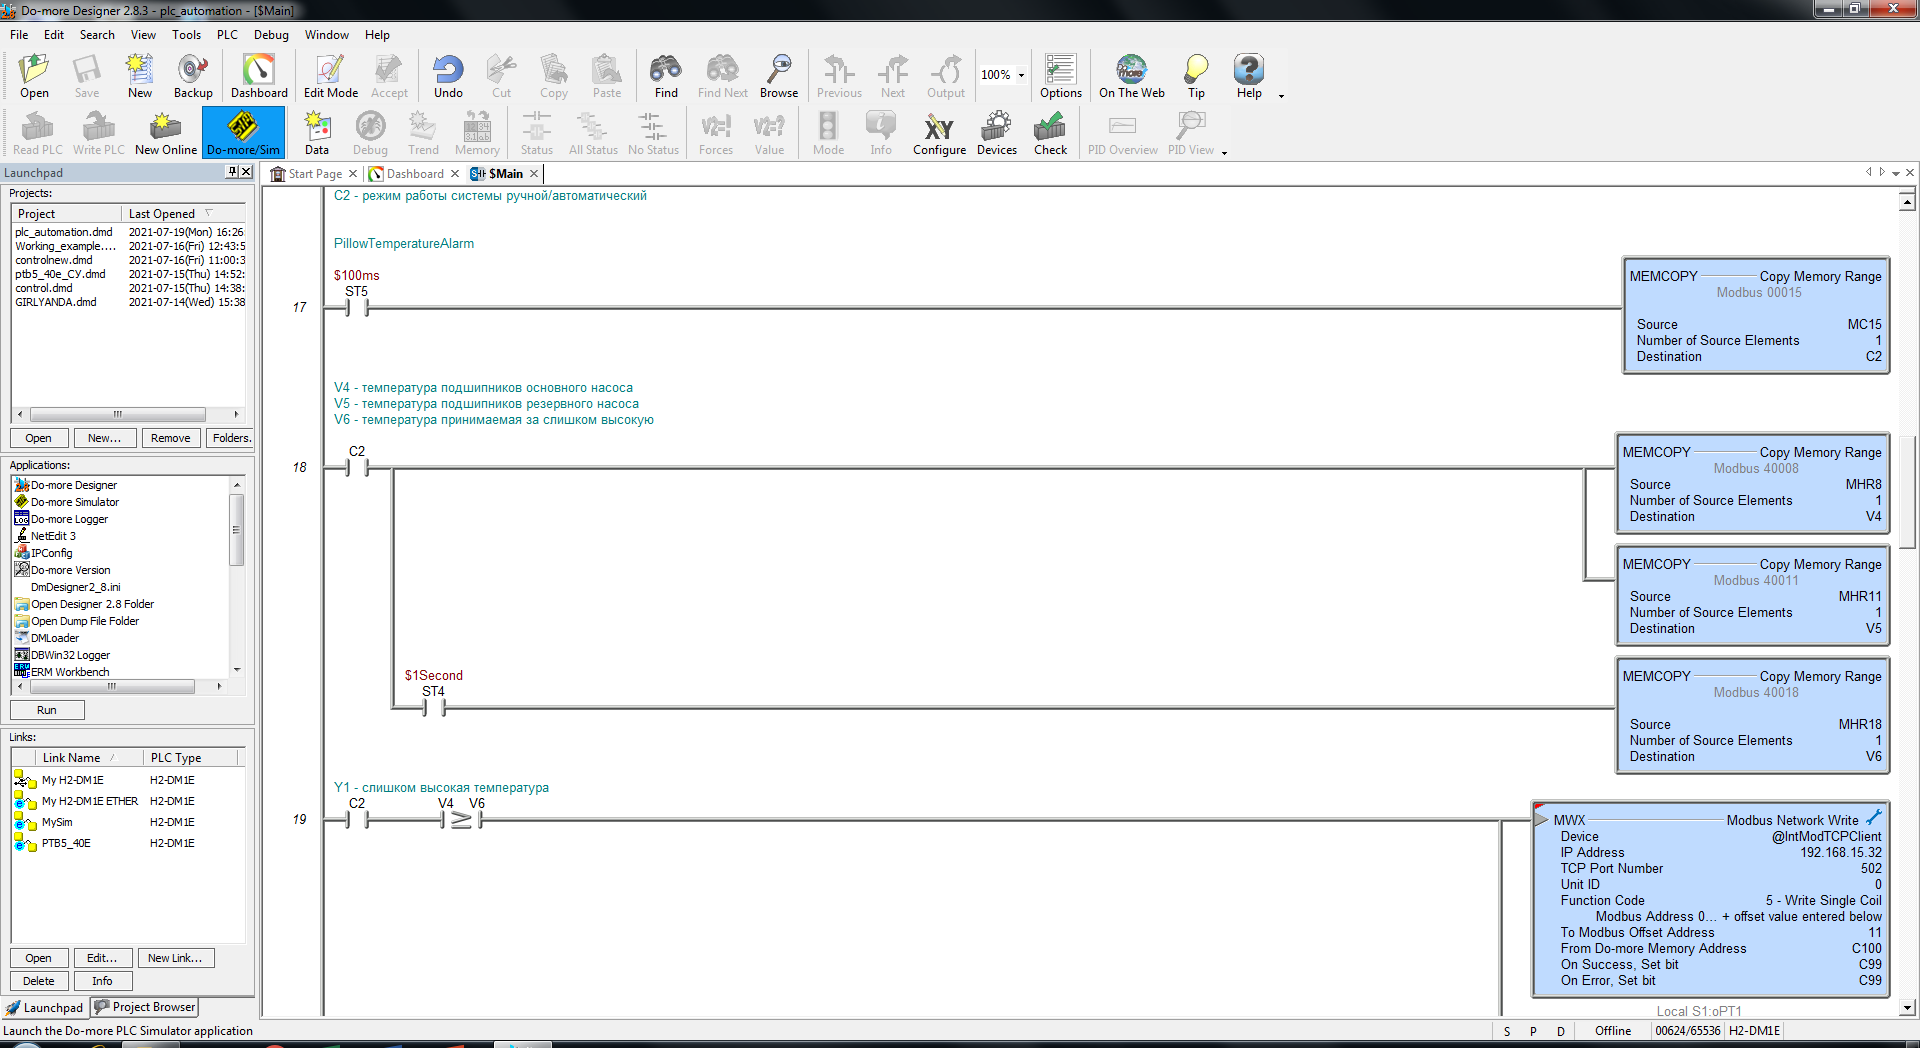 Do-more Designer 2.8.3 - plc_automation - [$Main]
File Edit Search View Tools PLC Debug Window Help
Open Save New Backup Dashboard Edit Mode Accept Undo Cut Copy Paste Find Find Next Browse Previous Next Output 100% Options On The Web Tip Help
Read PLC Write PLC New Online Do-more/Sim Data Debug Trend Memory Status All Status No Status Forces Value Mode Info Configure Devices Check PID Overview PID View
Launchpad
Start Page Dashboard $Main
Projects:
Project Last Opened
plc_automation.dmd 2021-07-19(Mon) 16:26
Working_example.... 2021-07-16(Fri) 12:43:5
controlnew.dmd 2021-07-16(Fri) 11:00:3
ptb5_40e_СУ.dmd 2021-07-15(Thu) 14:52:
control.dmd 2021-07-15(Thu) 14:38:
GIRLYANDA.dmd 2021-07-14(Wed) 15:38
Open New... Remove Folders.
Applications:
Do-more Designer
Do-more Simulator
Do-more Logger
NetEdit 3
IPConfig
Do-more Version
DmDesigner2_8.ini
Open Designer 2.8 Folder
Open Dump File Folder
DMLoader
DBWin32 Logger
ERM Workbench
Run
Links:
Link Name PLC Type
My H2-DM1E H2-DM1E
My H2-DM1E ETHER H2-DM1E
MySim H2-DM1E
PTB5_40E H2-DM1E
Open Edit... New Link...
Delete Info
Launchpad Project Browser
C2 - режим работы системы ручной/автоматический
PillowTemperatureAlarm
$100ms
ST5
17
MEMCOPY Copy Memory Range
Modbus 00015
Source MC15
Number of Source Elements 1
Destination C2
V4 - температура подшипников основного насоса
V5 - температура подшипников резервного насоса
V6 - температура принимаемая за слишком высокую
C2
18
MEMCOPY Copy Memory Range
Modbus 40008
Source MHR8
Number of Source Elements 1
Destination V4
MEMCOPY Copy Memory Range
Modbus 40011
Source MHR11
Number of Source Elements 1
Destination V5
$1Second
ST4
MEMCOPY Copy Memory Range
Modbus 40018
Source MHR18
Number of Source Elements 1
Destination V6
Y1 - слишком высокая температура
C2 V4 V6
19 ≥
MWX Modbus Network Write
Device @IntModTCPClient
IP Address 192.168.15.32
TCP Port Number 502
Unit ID 0
Function Code 5 - Write Single Coil
Modbus Address 0... + offset value entered below
To Modbus Offset Address 11
From Do-more Memory Address C100
On Success, Set bit C99
On Error, Set bit C99
Local S1:oPT1
Launch the Do-more PLC Simulator application S P D Offline 00624/65536 H2-DM1E